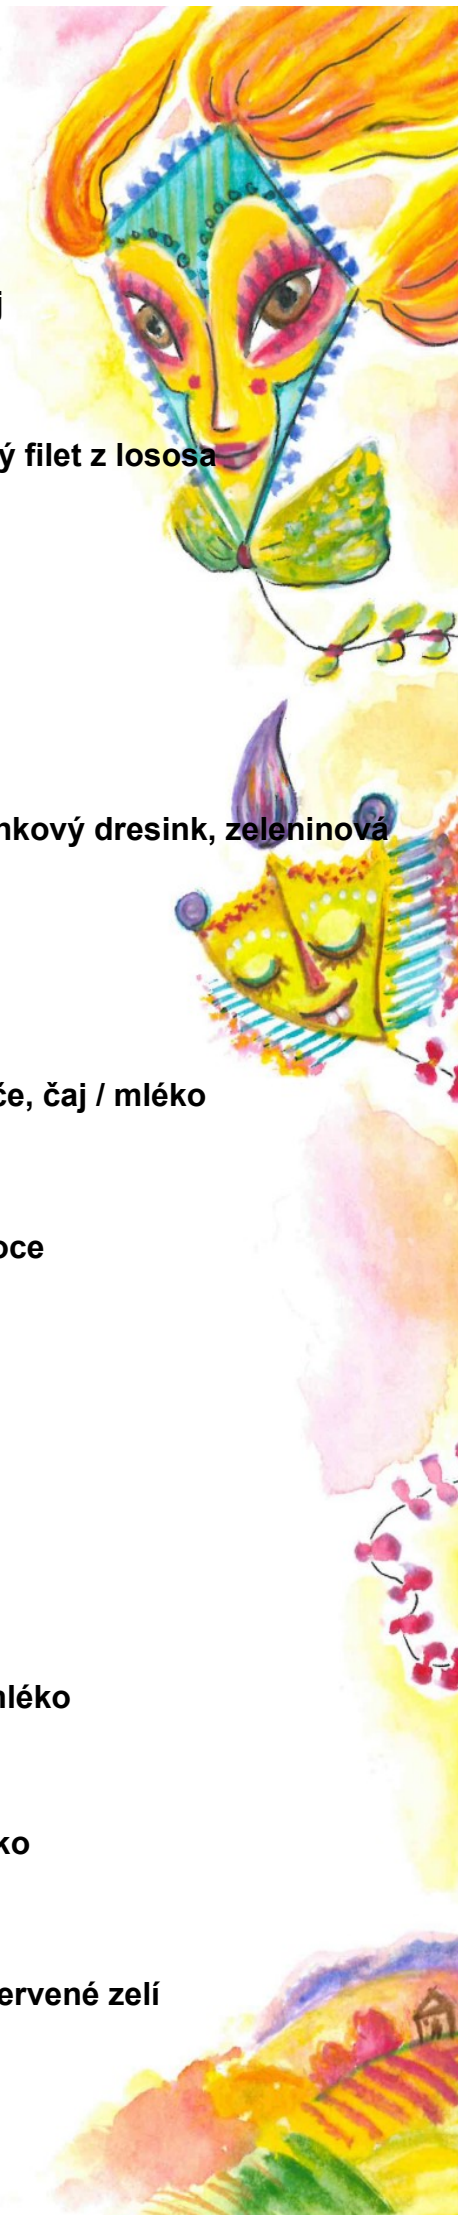 j
ý filet z lososa
nkový dresink, zeleninová
če, čaj / mléko
oce
mléko
ko
ervené zelí